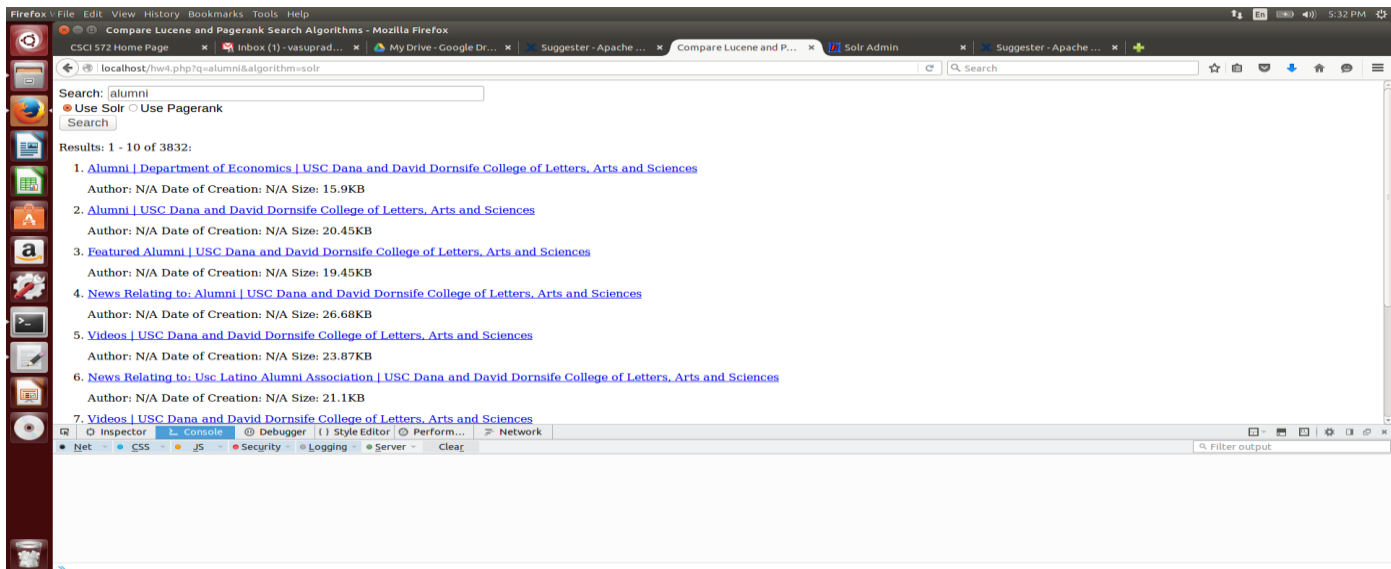 Firefox File Edit View History Bookmarks Tools Help En 5:32 PM
Compare Lucene and Pagerank Search Algorithms - Mozilla Firefox
CSCI 572 Home Page Inbox (1) - vasuprad... My Drive - Google Dr... Suggester - Apache ... Compare Lucene and P... Solr Admin Suggester - Apache ...
localhost/hw4.php?q=alumni&algorithm=solr Search
Search: alumni
Use Solr Use Pagerank
Search
Results: 1 - 10 of 3832:
1. Alumni | Department of Economics | USC Dana and David Dornsife College of Letters, Arts and Sciences
Author: N/A Date of Creation: N/A Size: 15.9KB
2. Alumni | USC Dana and David Dornsife College of Letters, Arts and Sciences
Author: N/A Date of Creation: N/A Size: 20.45KB
3. Featured Alumni | USC Dana and David Dornsife College of Letters, Arts and Sciences
Author: N/A Date of Creation: N/A Size: 19.45KB
4. News Relating to: Alumni | USC Dana and David Dornsife College of Letters, Arts and Sciences
Author: N/A Date of Creation: N/A Size: 26.68KB
5. Videos | USC Dana and David Dornsife College of Letters, Arts and Sciences
Author: N/A Date of Creation: N/A Size: 23.87KB
6. News Relating to: Usc Latino Alumni Association | USC Dana and David Dornsife College of Letters, Arts and Sciences
Author: N/A Date of Creation: N/A Size: 21.1KB
7. Videos | USC Dana and David Dornsife College of Letters, Arts and Sciences
Inspector Console Debugger Style Editor Perform... Network
Net CSS JS Security Logging Server Clear Filter output